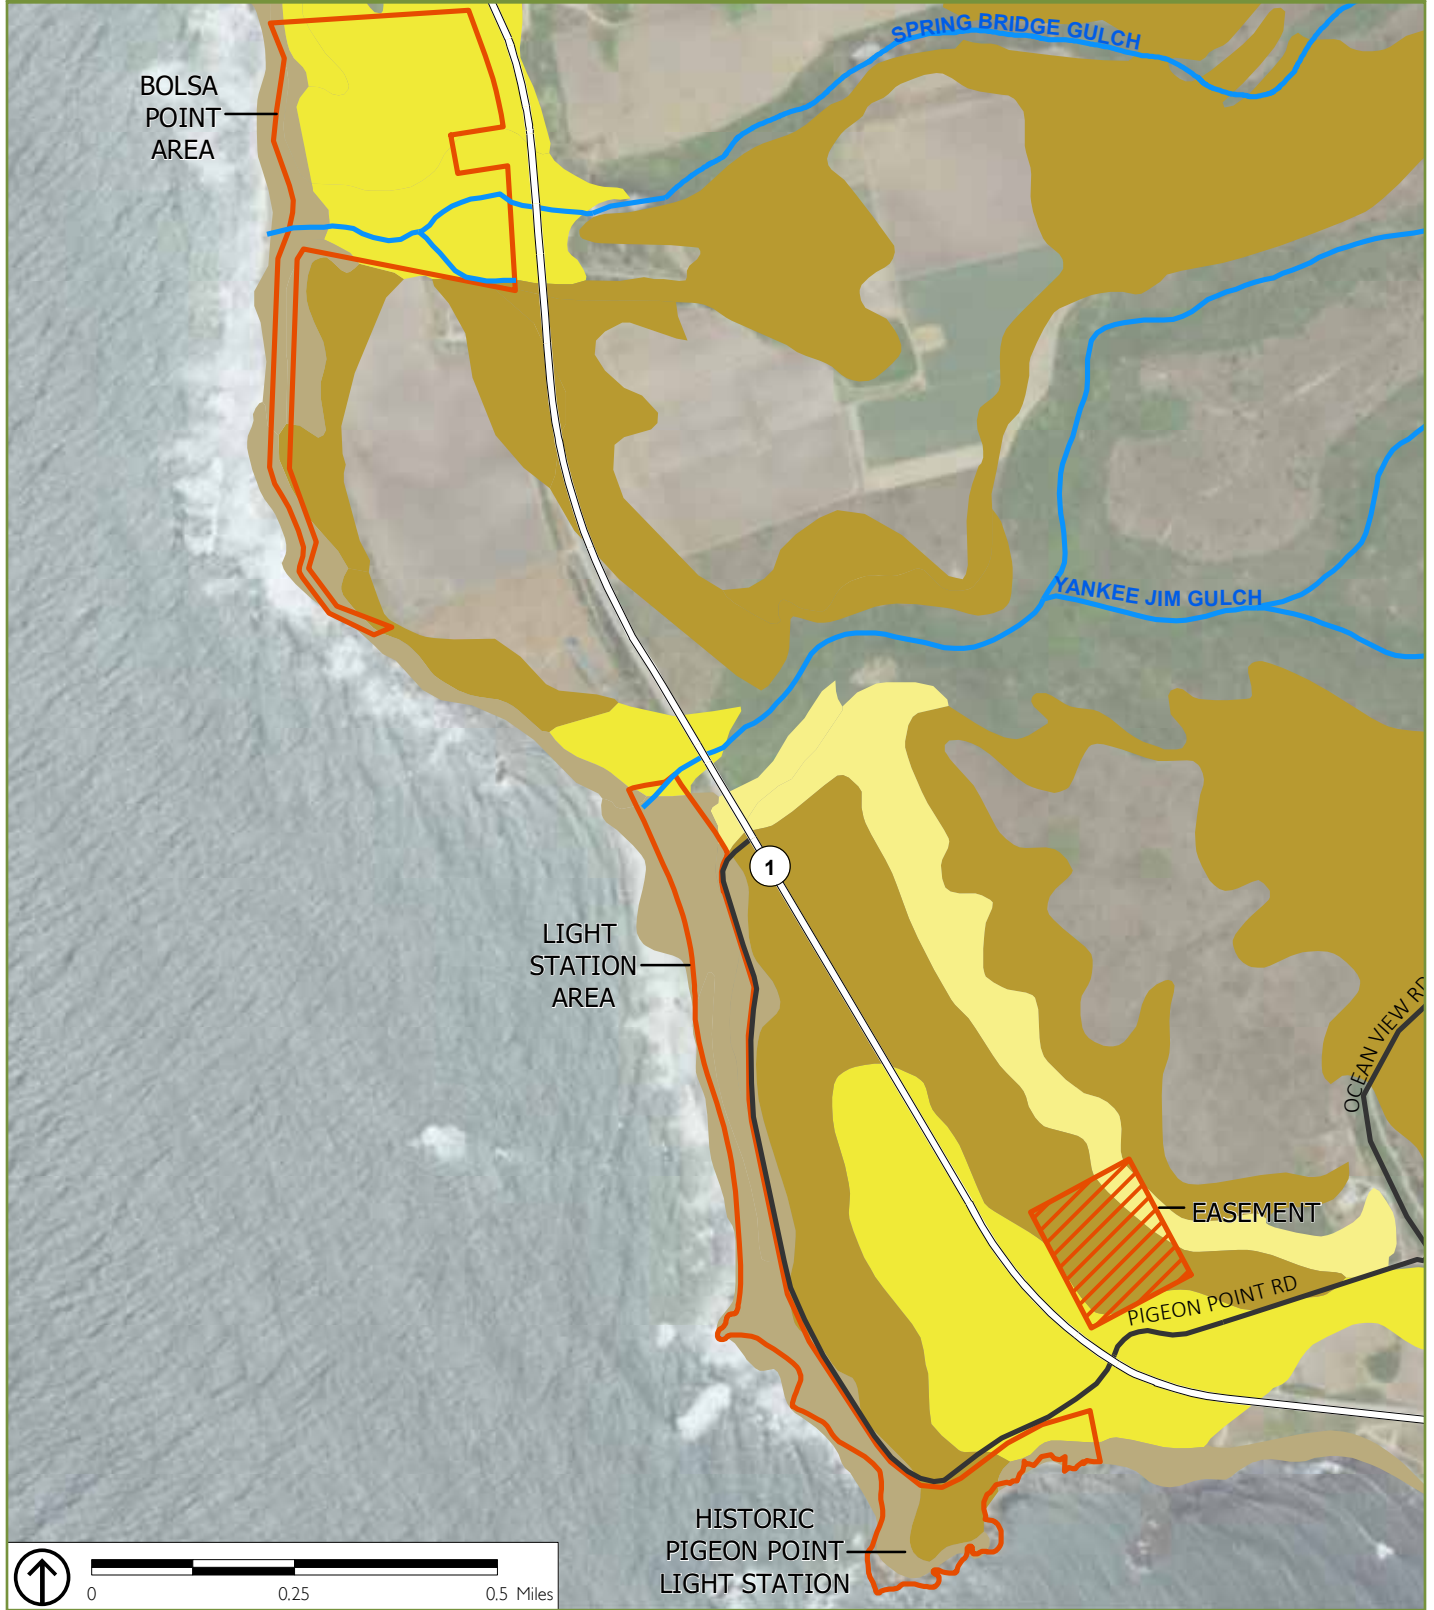 SPRING BRIDGE GULCH
BOLSA
POINT
AREA
YANKEE JIM GULCH
1
LIGHT
STATION
AREA
OCEAN VIEW RD
EASEMENT
PIGEON POINT RD
HISTORIC
PIGEON POINT
LIGHT STATION
0 0.25 0.5 Miles